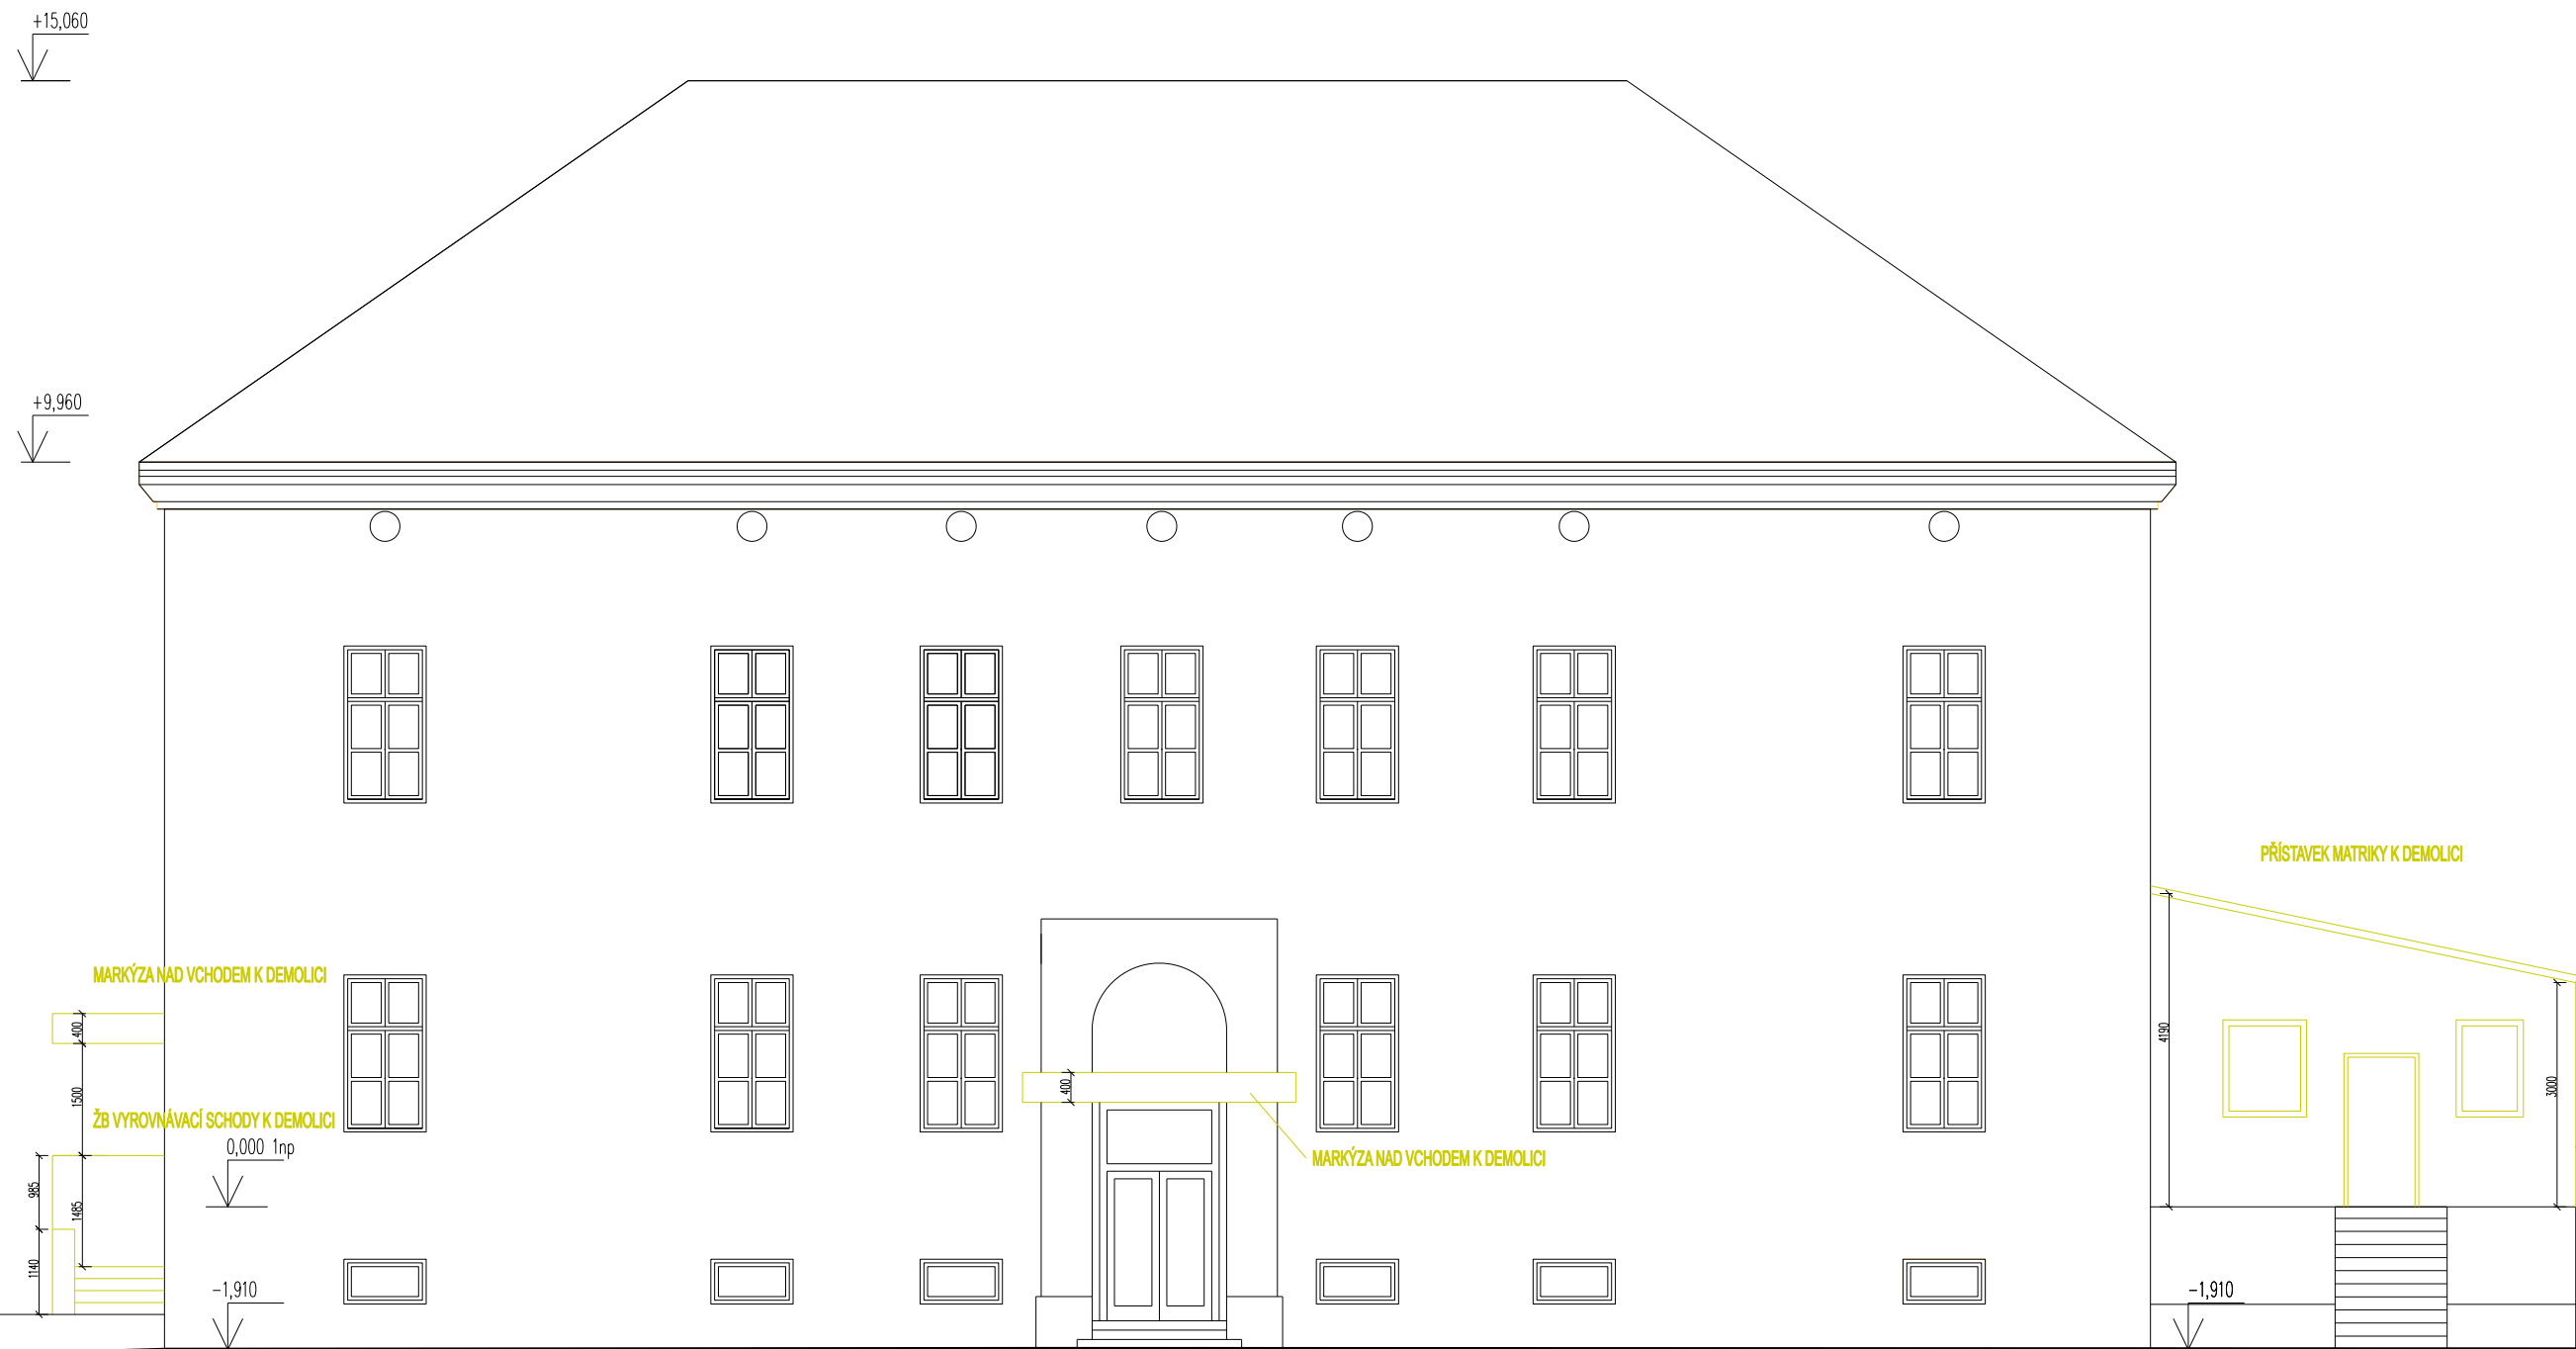 +15,060
+9,960
PŘÍSTAVEK MATRIKY K DEMOLICI
MARKÝZA NAD VCHODEM K DEMOLICI
400
1500
4190
400
3000
ŽB VYROVNÁVACÍ SCHODY K DEMOLICI
0,000 1np
MARKÝZA NAD VCHODEM K DEMOLICI
985
1485
1140
-1,910
-1,910